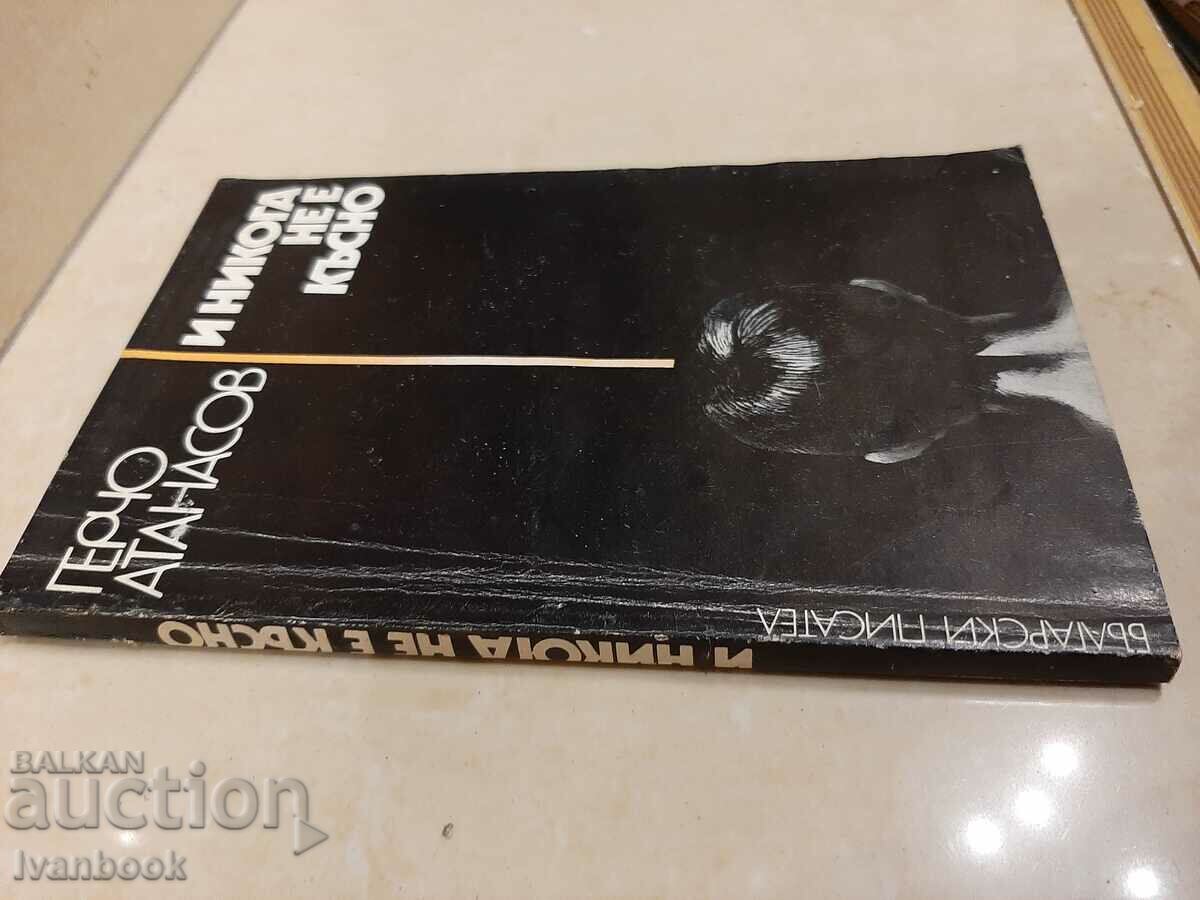 ГЕРЧО
АТАНАСОВ
И НИКОГА
НЕ Е
КЪСНО
БЪЛГАРСКИ ПИСАТЕЛ
И НИКОГА НЕ Е КЪСНО
BALKAN
auction
Ivanbook